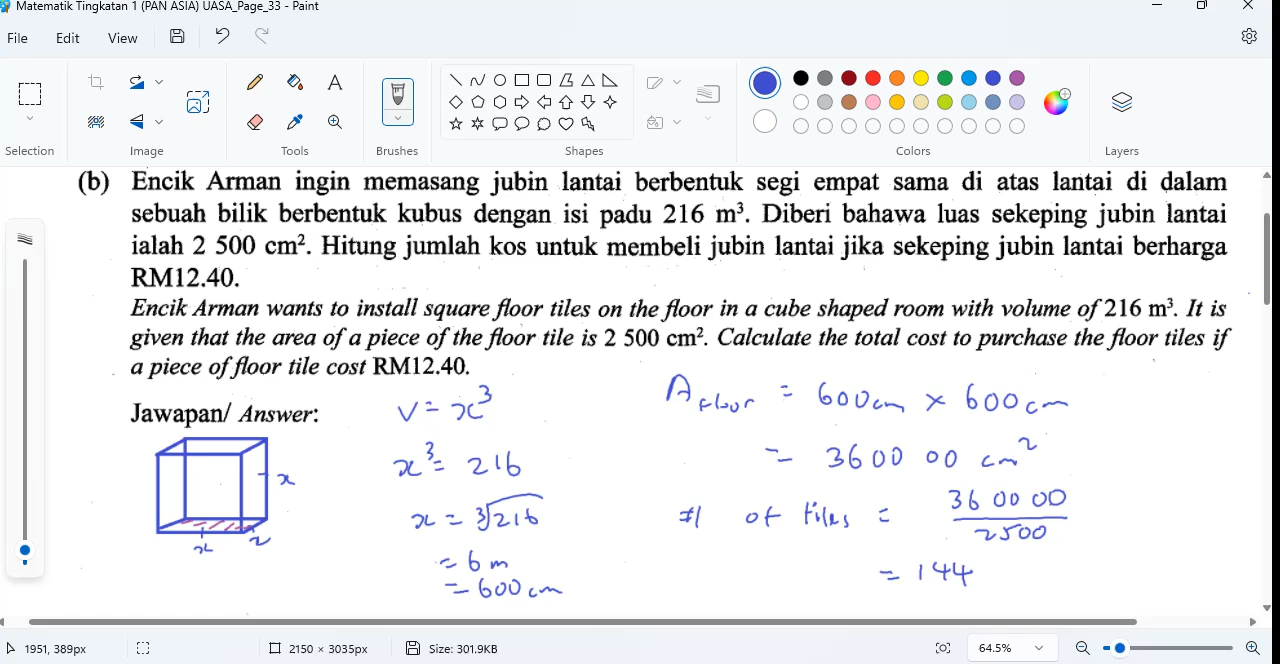 Matematik Tingkatan 1 (PAN ASIA) UASA_Page_33 - Paint
File Edit View
Selection Image Tools Brushes Shapes Colors Layers
(b) Encik Arman ingin memasang jubin lantai berbentuk segi empat sama di atas lantai di dalam
sebuah bilik berbentuk kubus dengan isi padu 216 m³. Diberi bahawa luas sekeping jubin lantai
ialah 2 500 cm². Hitung jumlah kos untuk membeli jubin lantai jika sekeping jubin lantai berharga
RM12.40.
Encik Arman wants to install square floor tiles on the floor in a cube shaped room with volume of 216 m³. It is
given that the area of a piece of the floor tile is 2 500 cm². Calculate the total cost to purchase the floor tiles if
a piece of floor tile cost RM12.40.
Jawapan/ Answer:
x
x
x
V = x³
x³ = 216
x = ∛216
= 6 m
= 600 cm
A floor = 600 cm × 600 cm
= 3600 00 cm²
# of tiles = 36 00 00 / 2500
= 144
1951, 389px 2150 × 3035px Size: 301.9KB 64.5%